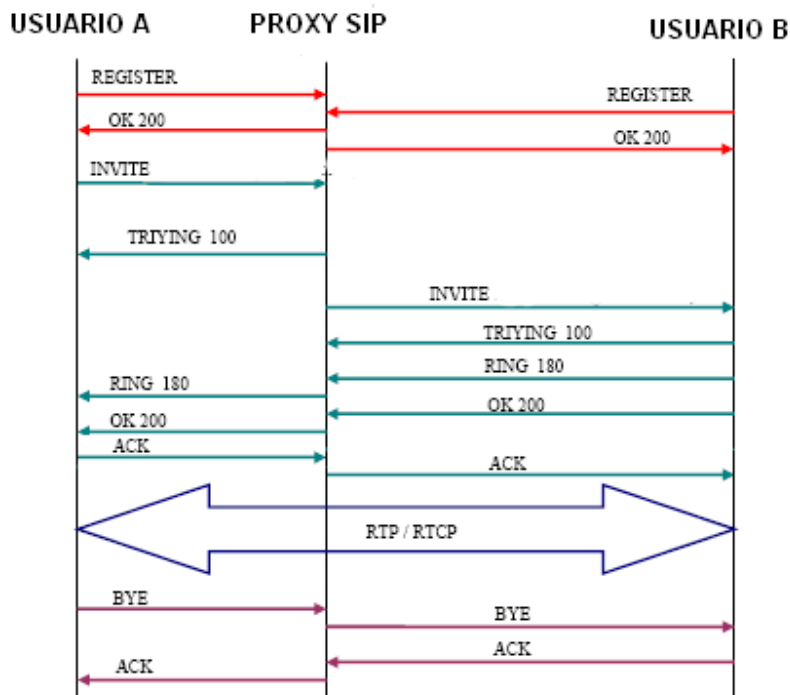 USUARIO A
PROXY SIP
USUARIO B
REGISTER
REGISTER
OK 200
OK 200
INVITE
TRIYING 100
INVITE
TRIYING 100
RING 180
RING 180
OK 200
OK 200
ACK
ACK
RTP / RTCP
BYE
BYE
ACK
ACK